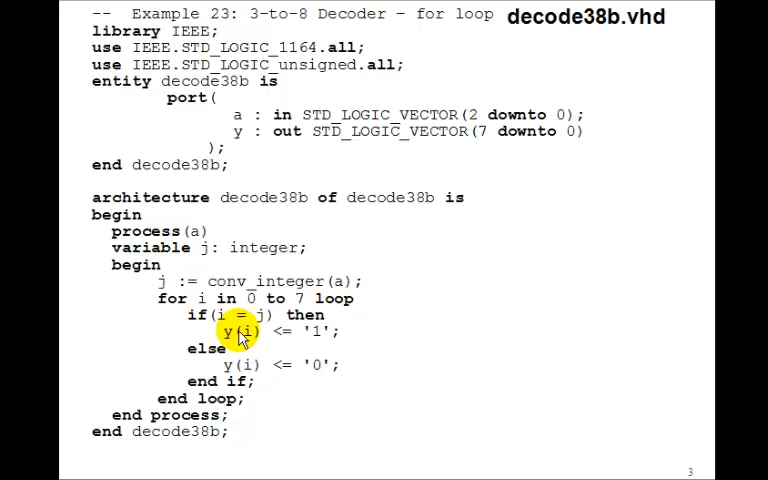 -- Example 23: 3-to-8 Decoder - for loop decode38b.vhd
library IEEE;
use IEEE.STD_LOGIC_1164.all;
use IEEE.STD_LOGIC_unsigned.all;
entity decode38b is
port(
a : in STD_LOGIC_VECTOR(2 downto 0);
y : out STD_LOGIC_VECTOR(7 downto 0)
);
end decode38b;
architecture decode38b of decode38b is
begin
process(a)
variable j: integer;
begin
j := conv_integer(a);
for i in 0 to 7 loop
if(i = j) then
y(i) <= '1';
else
y(i) <= '0';
end if;
end loop;
end process;
end decode38b;
3